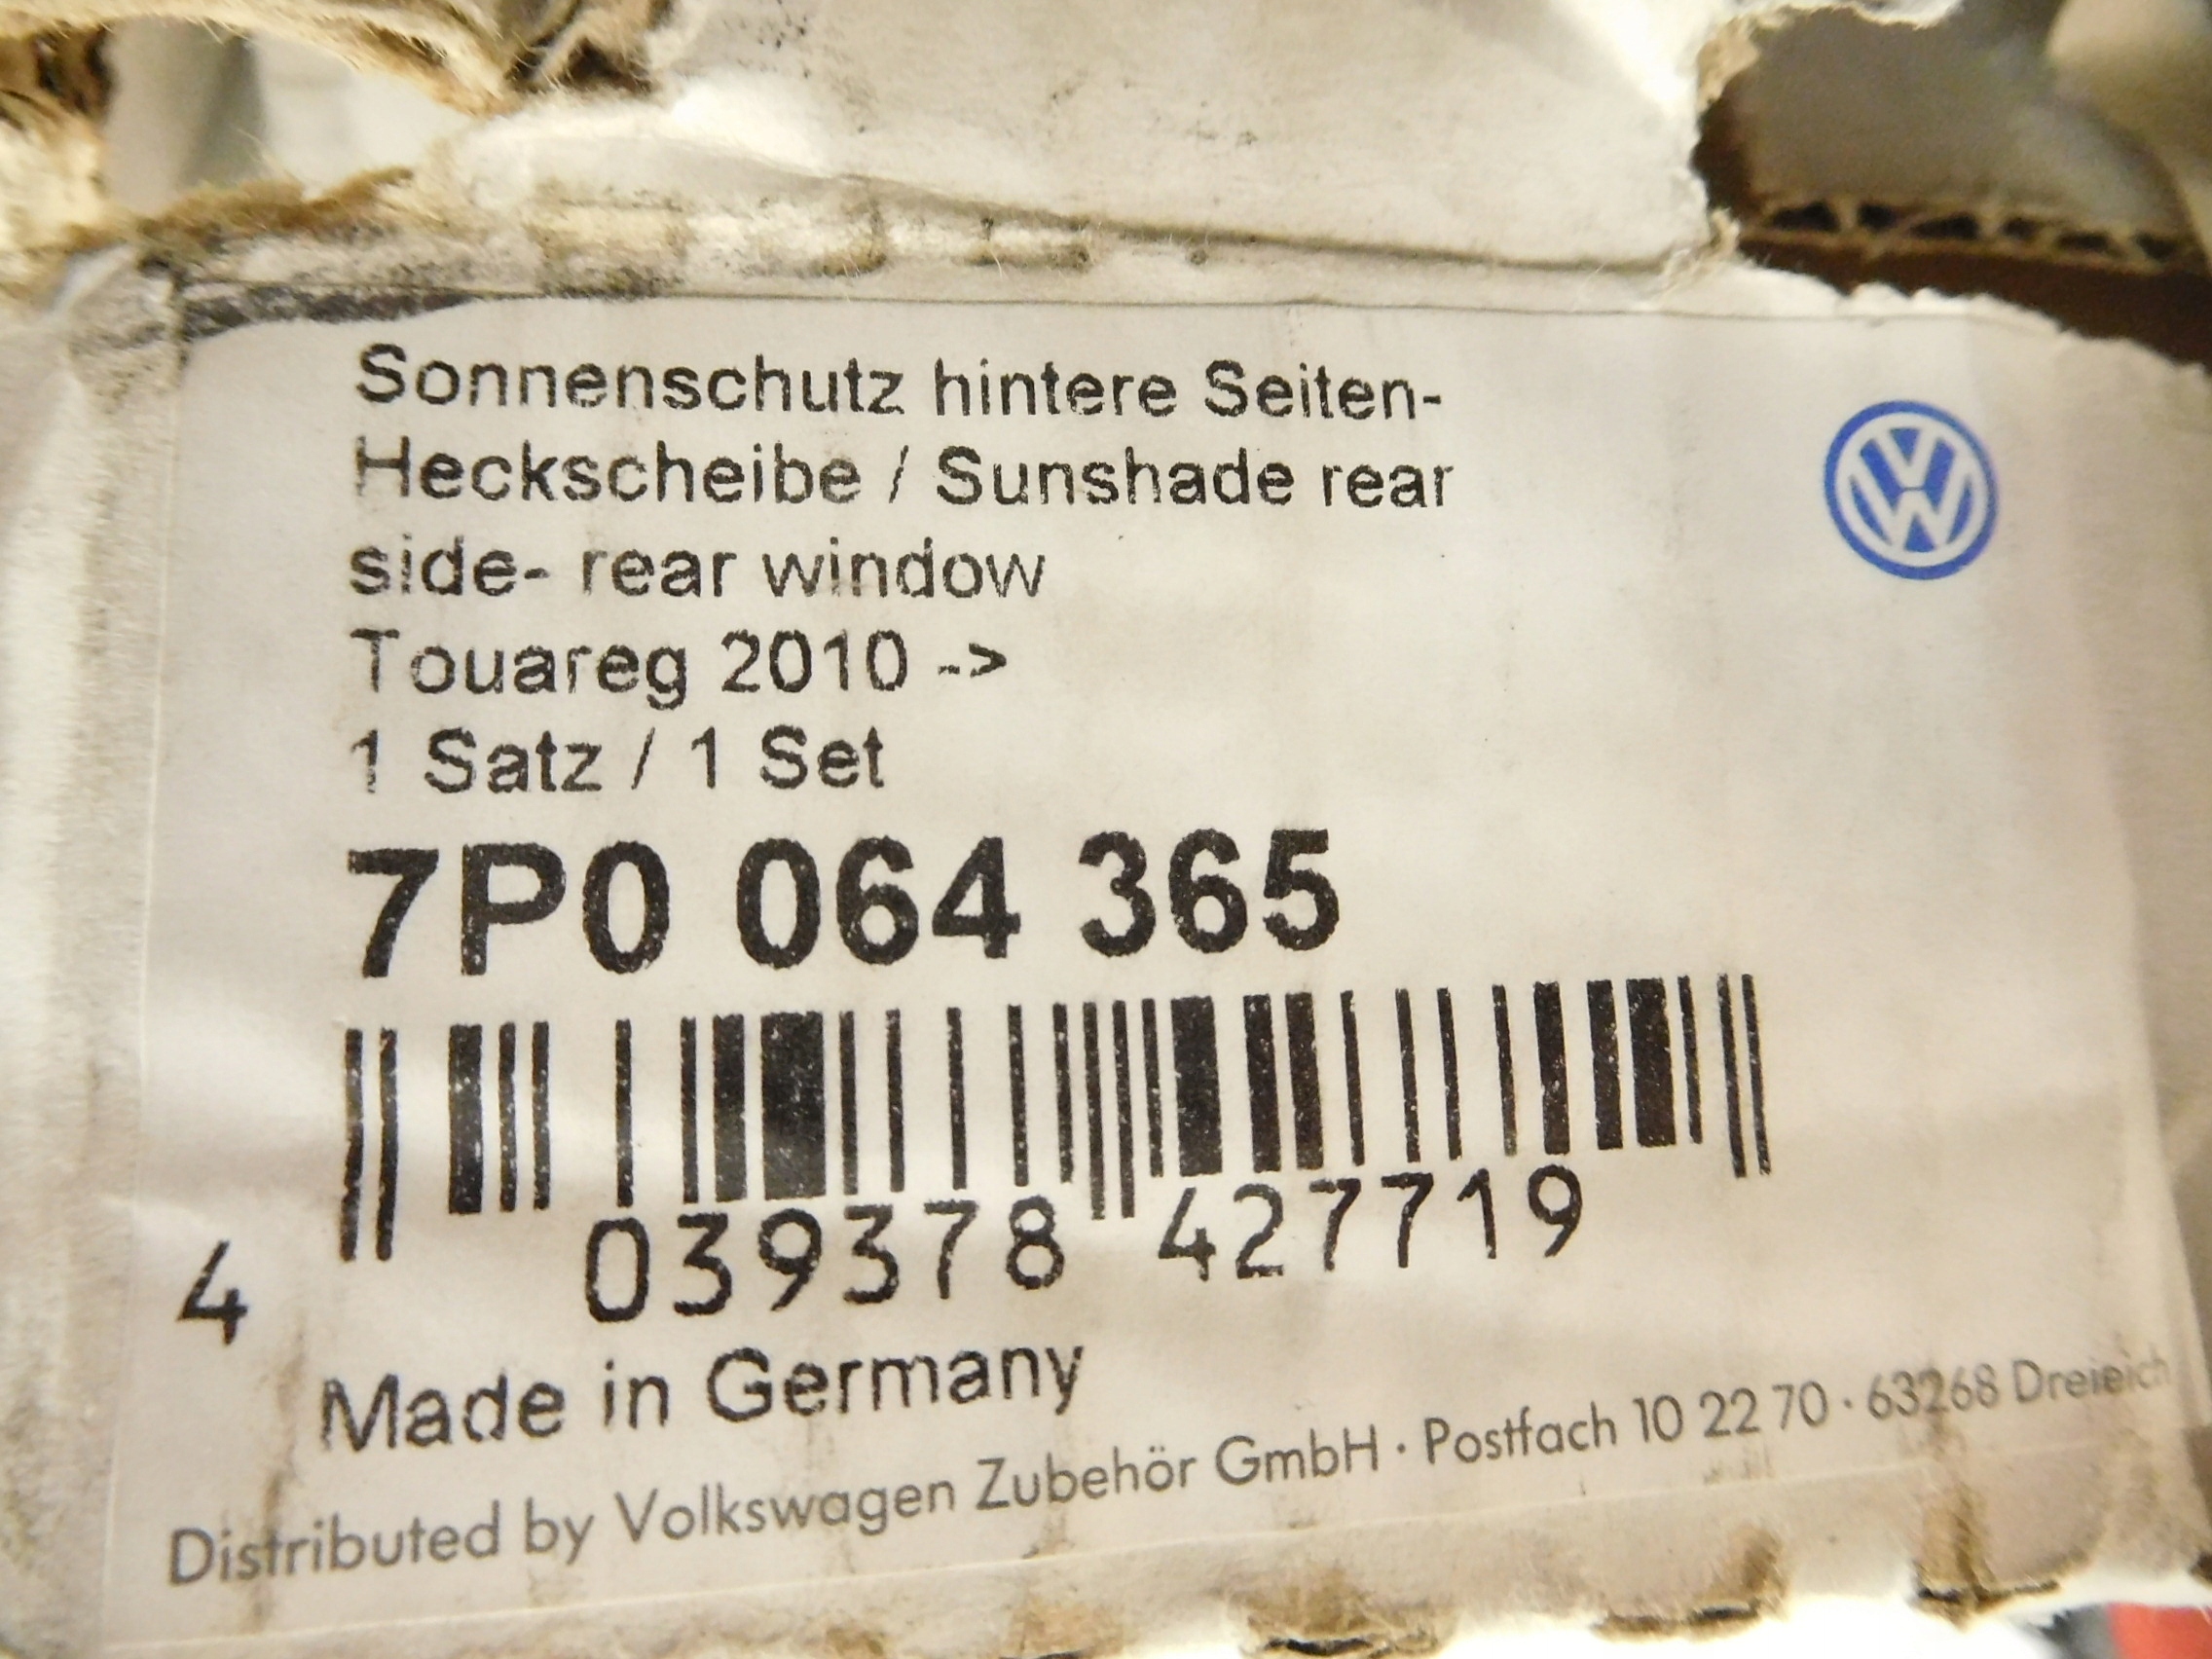 Sonnenschutz hintere Seiten-
Heckscheibe / Sunshade rear
side- rear window
Touareg 2010 ->
1 Satz / 1 Set
7P0 064 365
4 039378 427719
Made in Germany
Distributed by Volkswagen Zubehör GmbH · Postfach 10 22 70 · 63268 Dreieich